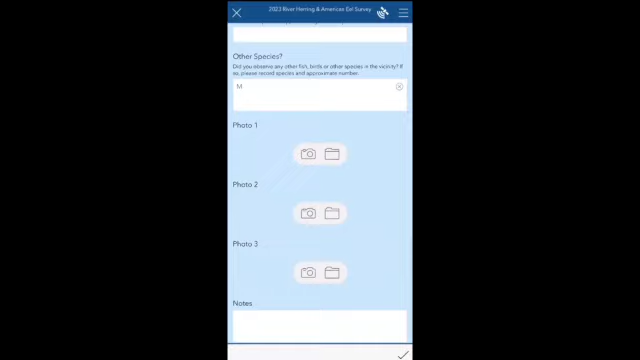 2023 River Herring & American Eel Survey
Other Species?
Did you observe any other fish, birds or other species in the vicinity? If
so, please record species and approximate number.
M
Photo 1
Photo 2
Photo 3
Notes